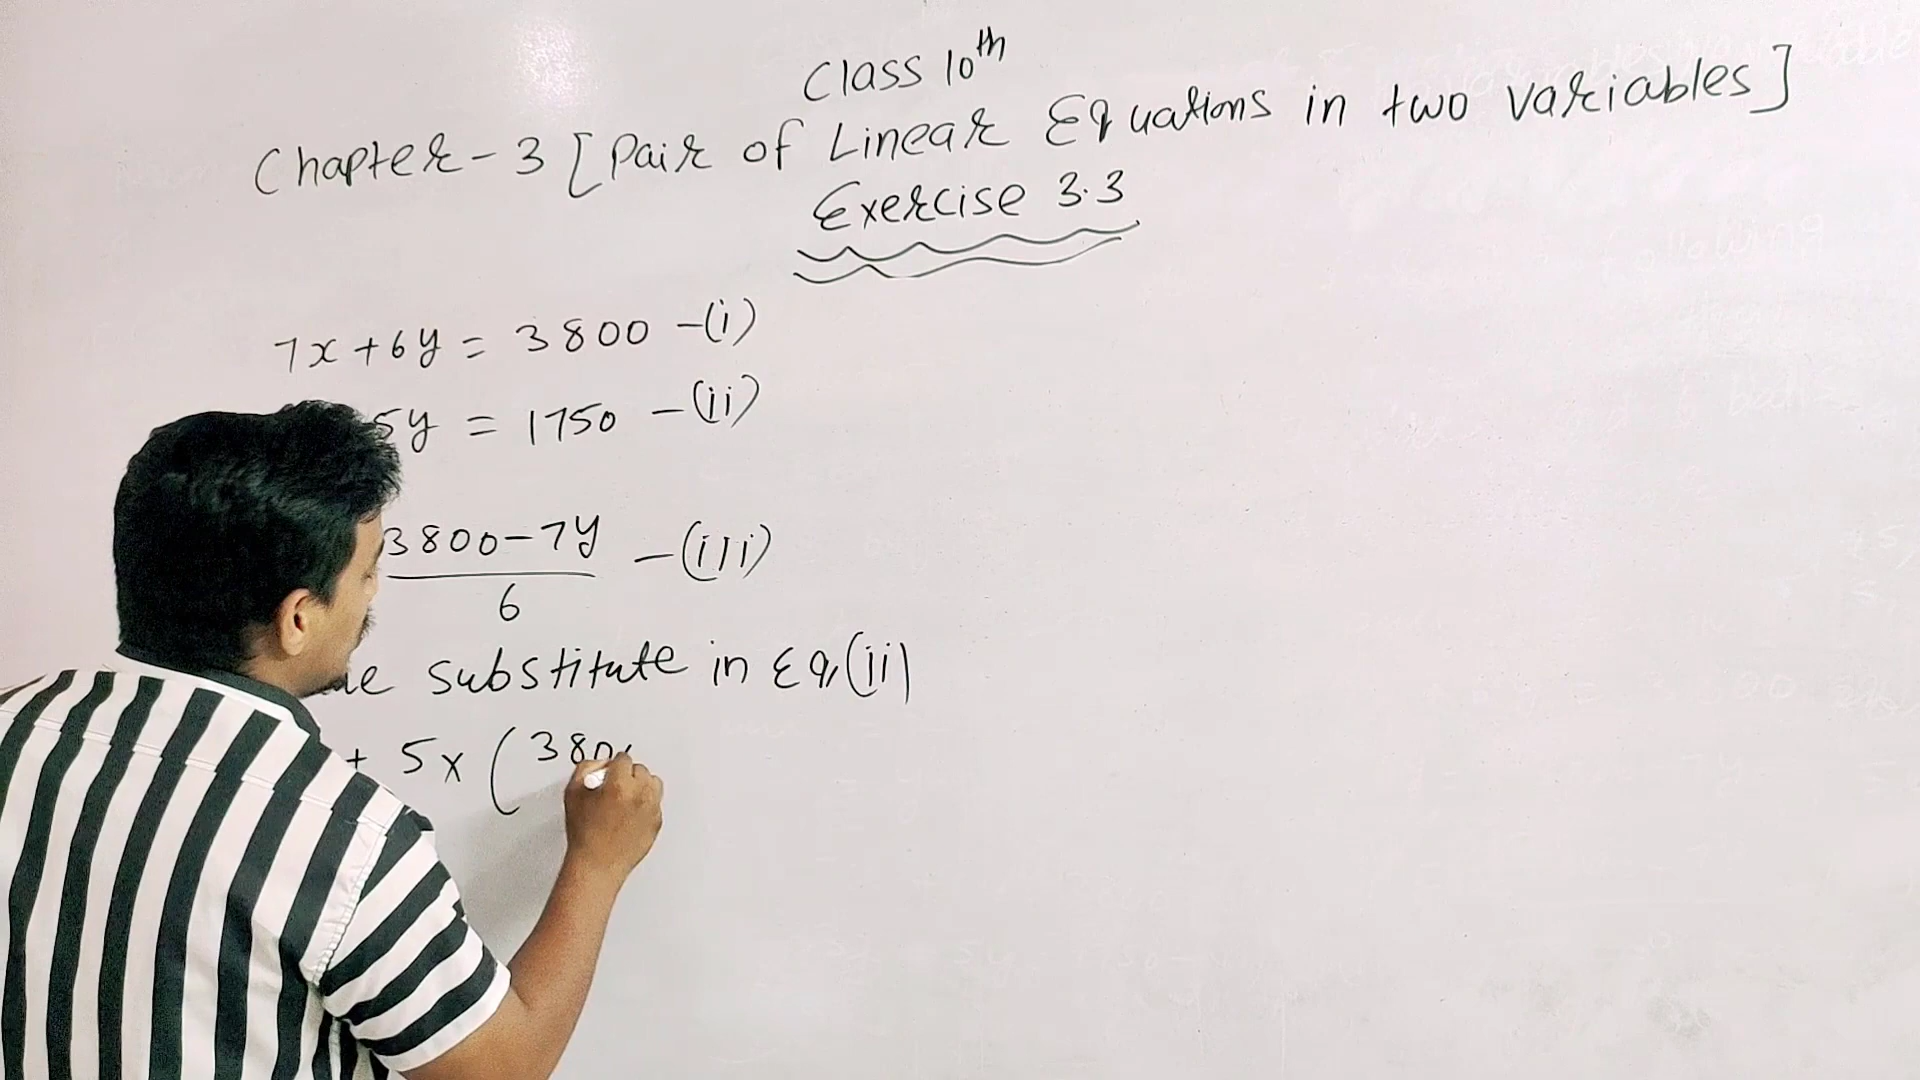 Class 10th
Chapter - 3 [Pair of Linear Equations in two variables]
Exercise 3.3
7x + 6y = 3800 - (i)
5y = 1750 - (ii)
3800 - 7y - (iii)
6
substitute in Eq (ii)
+ 5x (380